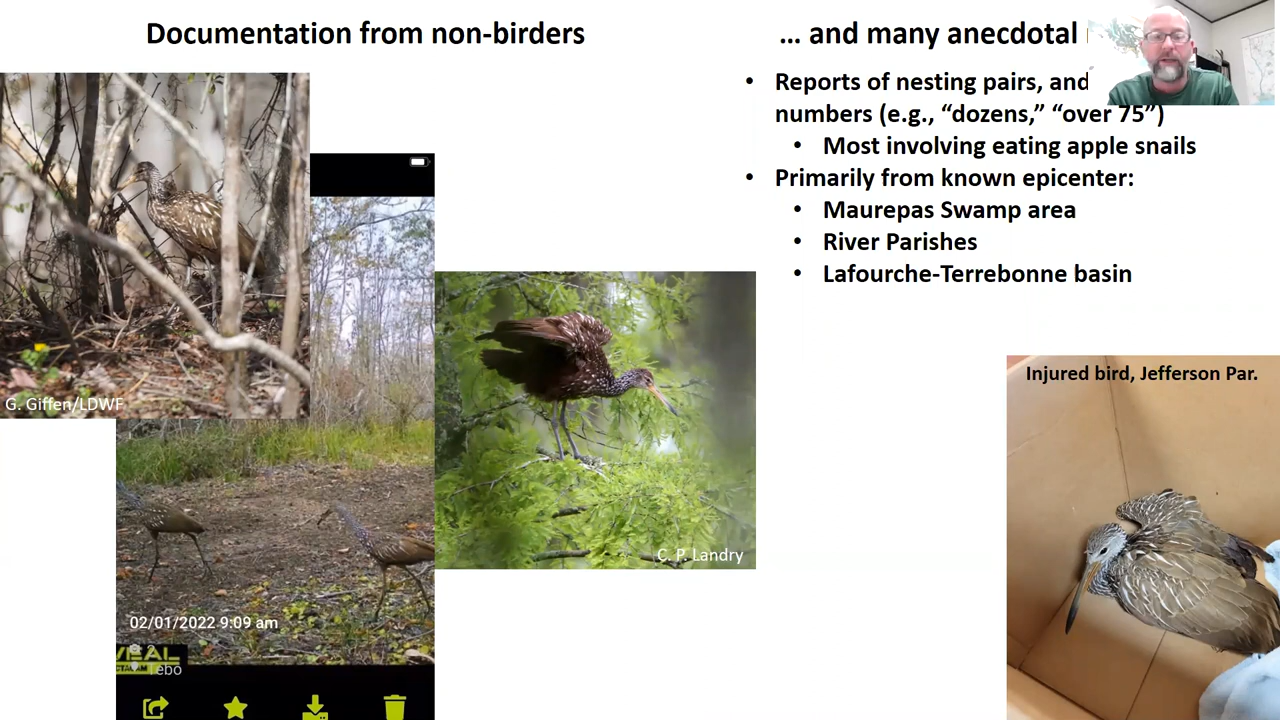 Documentation from non-birders
… and many anecdotal
• Reports of nesting pairs, and
numbers (e.g., “dozens,” “over 75”)
• Most involving eating apple snails
• Primarily from known epicenter:
• Maurepas Swamp area
• River Parishes
• Lafourche-Terrebonne basin
G. Giffen/LDWF
C. P. Landry
Injured bird, Jefferson Par.
02/01/2022 9:09 am